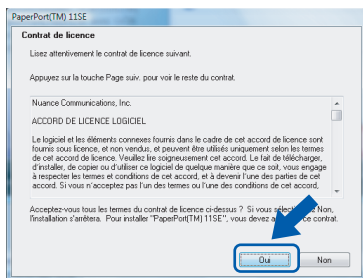 PaperPort(TM) 11SE
Contrat de licence
Lisez attentivement le contrat de licence suivant.
Appuyez sur la touche Page suiv. pour voir le reste du contrat.
Nuance Communications, Inc.
ACCORD DE LICENCE LOGICIEL
Le logiciel et les éléments connexes fournis dans le cadre de cet accord de licence sont
fournis sous licence, et non vendus, et peuvent être utilisés uniquement selon les termes
de cet accord de licence. Veuillez lire soigneusement cet accord. Le fait de télécharger,
d'installer, de copier ou d'utiliser ce logiciel de quelque manière que ce soit, vous engage
à respecter les termes et conditions de cet accord, et à devenir l'une des parties de cet
accord. Si vous n'acceptez pas l'un des termes ou l'une des conditions de cet accord,
Acceptez-vous tous les termes du contrat de licence ci-dessus ? Si vous Non,
l'installation s'arrêtera. Pour installer "PaperPort(TM) 11SE", vous devez contrat.
Oui
Non